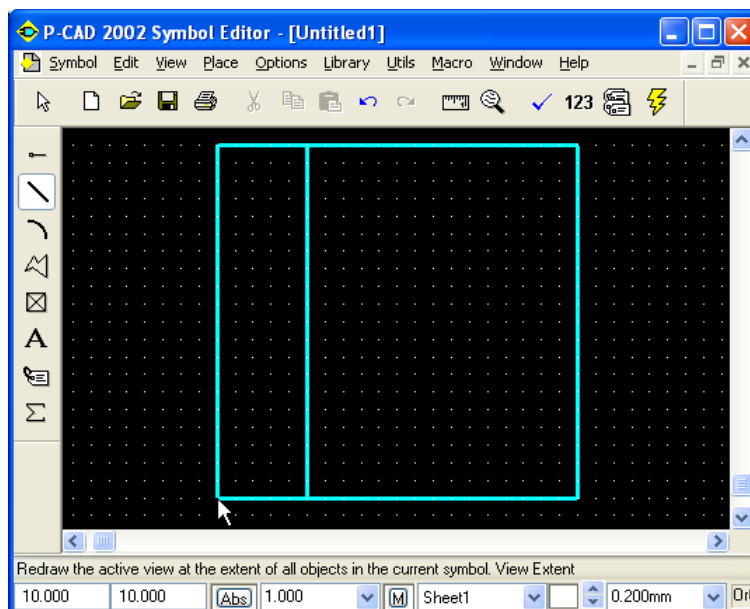 P-CAD 2002 Symbol Editor - [Untitled1]
Symbol Edit View Place Options Library Utils Macro Window Help
123
A
Σ
Redraw the active view at the extent of all objects in the current symbol. View Extent
10.000 10.000 Abs 1.000 M Sheet1 0.200mm Or